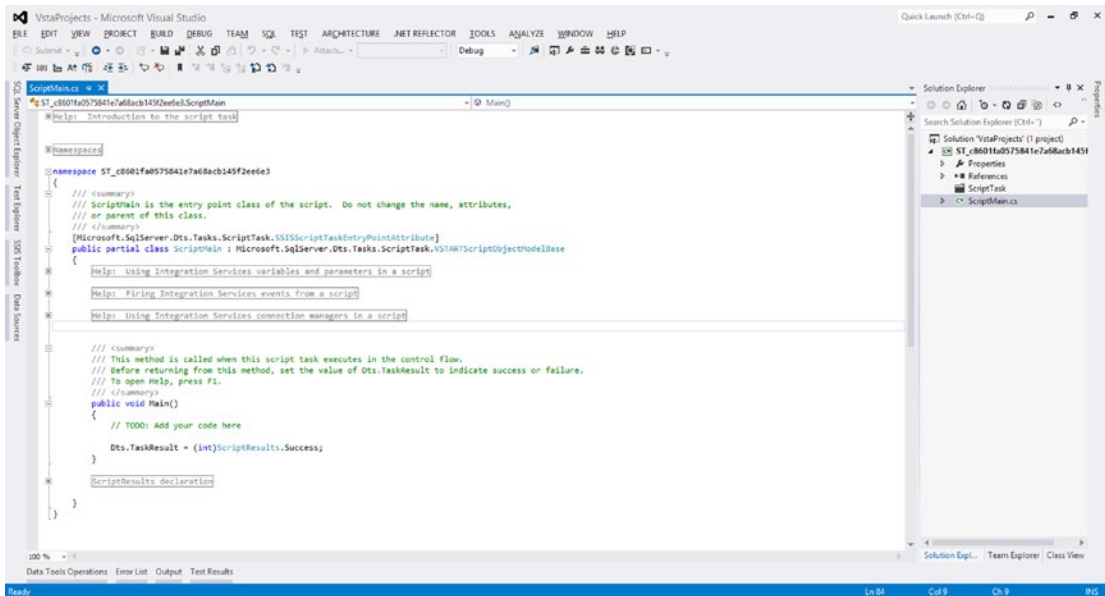 VstaProjects - Microsoft Visual Studio
Quick Launch (Ctrl+Q)
FILE EDIT VIEW PROJECT BUILD DEBUG TEAM SQL TEST ARCHITECTURE .NET REFLECTOR TOOLS ANALYZE WINDOW HELP
Submit
Attach...
Debug
ScriptMain.cs
ST_c8601fa0575841e7a68acb145f2ee6e3.ScriptMain
Main()
Help: Introduction to the script task
Namespaces
namespace ST_c8601fa0575841e7a68acb145f2ee6e3
{
/// <summary>
/// ScriptMain is the entry point class of the script. Do not change the name, attributes,
/// or parent of this class.
/// </summary>
[Microsoft.SqlServer.Dts.Tasks.ScriptTask.SSISScriptTaskEntryPointAttribute]
public partial class ScriptMain : Microsoft.SqlServer.Dts.Tasks.ScriptTask.VSTARTScriptObjectModelBase
{
Help: Using Integration Services variables and parameters in a script
Help: Firing Integration Services events from a script
Help: Using Integration Services connection managers in a script
/// <summary>
/// This method is called when this script task executes in the control flow.
/// Before returning from this method, set the value of Dts.TaskResult to indicate success or failure.
/// To open Help, press F1.
/// </summary>
public void Main()
{
// TODO: Add your code here
Dts.TaskResult = (int)ScriptResults.Success;
}
ScriptResults declaration
}
}
100 %
SQL Server Object Explorer
Test Explorer
SSIS Toolbox
Data Sources
Solution Explorer
Search Solution Explorer (Ctrl+')
Solution 'VstaProjects' (1 project)
ST_c8601fa0575841e7a68acb145f
Properties
References
ScriptTask
ScriptMain.cs
Solution Expl... Team Explorer Class View
Properties
Data Tools Operations Error List Output Test Results
Ready
Ln 84 Col 9 Ch 9 INS